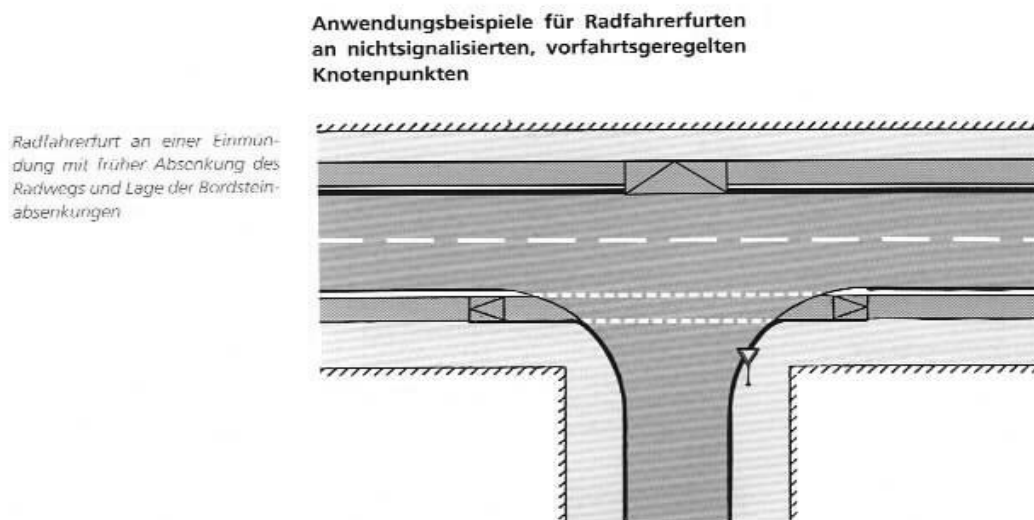 Anwendungsbeispiele für Radfahrerfurten
an nichtsignalisierten, vorfahrtsgeregelten
Knotenpunkten
Radfahrerfurt an einer Einmün-
dung mit früher Absenkung des
Radwegs und Lage der Bordstein-
absenkungen